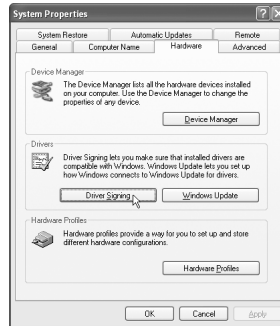 System Properties
System Restore
Automatic Updates
Remote
General
Computer Name
Hardware
Advanced
Device Manager
The Device Manager lists all the hardware devices installed
on your computer. Use the Device Manager to change the
properties of any device.
Device Manager
Drivers
Driver Signing lets you make sure that installed drivers are
compatible with Windows. Windows Update lets you set up
how Windows connects to Windows Update for drivers.
Driver Signing
Windows Update
Hardware Profiles
Hardware profiles provide a way for you to set up and store
different hardware configurations.
Hardware Profiles
OK
Cancel
Apply